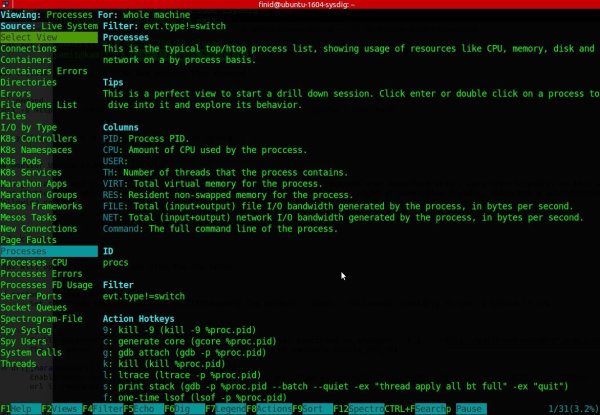 finid@ubuntu-1604-sysdig: ~
Viewing: Processes For: whole machine
Source: Live System Filter: evt.type!=switch
Select View
Connections
Containers
Containers Errors
Directories
Errors
File Opens List
Files
I/O by Type
K8s Controllers
K8s Namespaces
K8s Pods
K8s Services
Marathon Apps
Marathon Groups
Mesos Frameworks
Mesos Tasks
New Connections
Page Faults
Processes
Processes CPU
Processes Errors
Processes FD Usage
Server Ports
Socket Queues
Spectrogram-File
Spy Syslog
Spy Users
System Calls
Threads
Processes
This is the typical top/htop process list, showing usage of resources like CPU, memory, disk and
network on a by process basis.
Tips
This is a perfect view to start a drill down session. Click enter or double click on a process to
dive into it and explore its behavior.
Columns
PID: Process PID.
CPU: Amount of CPU used by the proccess.
USER:
TH: Number of threads that the process contains.
VIRT: Total virtual memory for the process.
RES: Resident non-swapped memory for the process.
FILE: Total (input+output) file I/O bandwidth generated by the process, in bytes per second.
NET: Total (input+output) network I/O bandwidth generated by the process, in bytes per second.
Command: The full command line of the process.
ID
procs
Filter
evt.type!=switch
Action Hotkeys
9: kill -9 (kill -9 %proc.pid)
c: generate core (gcore %proc.pid)
g: gdb attach (gdb -p %proc.pid)
k: kill (kill %proc.pid)
l: ltrace (ltrace -p %proc.pid)
s: print stack (gdb -p %proc.pid --batch --quiet -ex "thread apply all bt full" -ex "quit")
f: one-time lsof (lsof -p %proc.pid)
F1Help F2Views F4Filter F5Echo F6Dig F7Legend F8Actions F9Sort F12Spectro CTRL+F Search p Pause 1/31(3.2%)